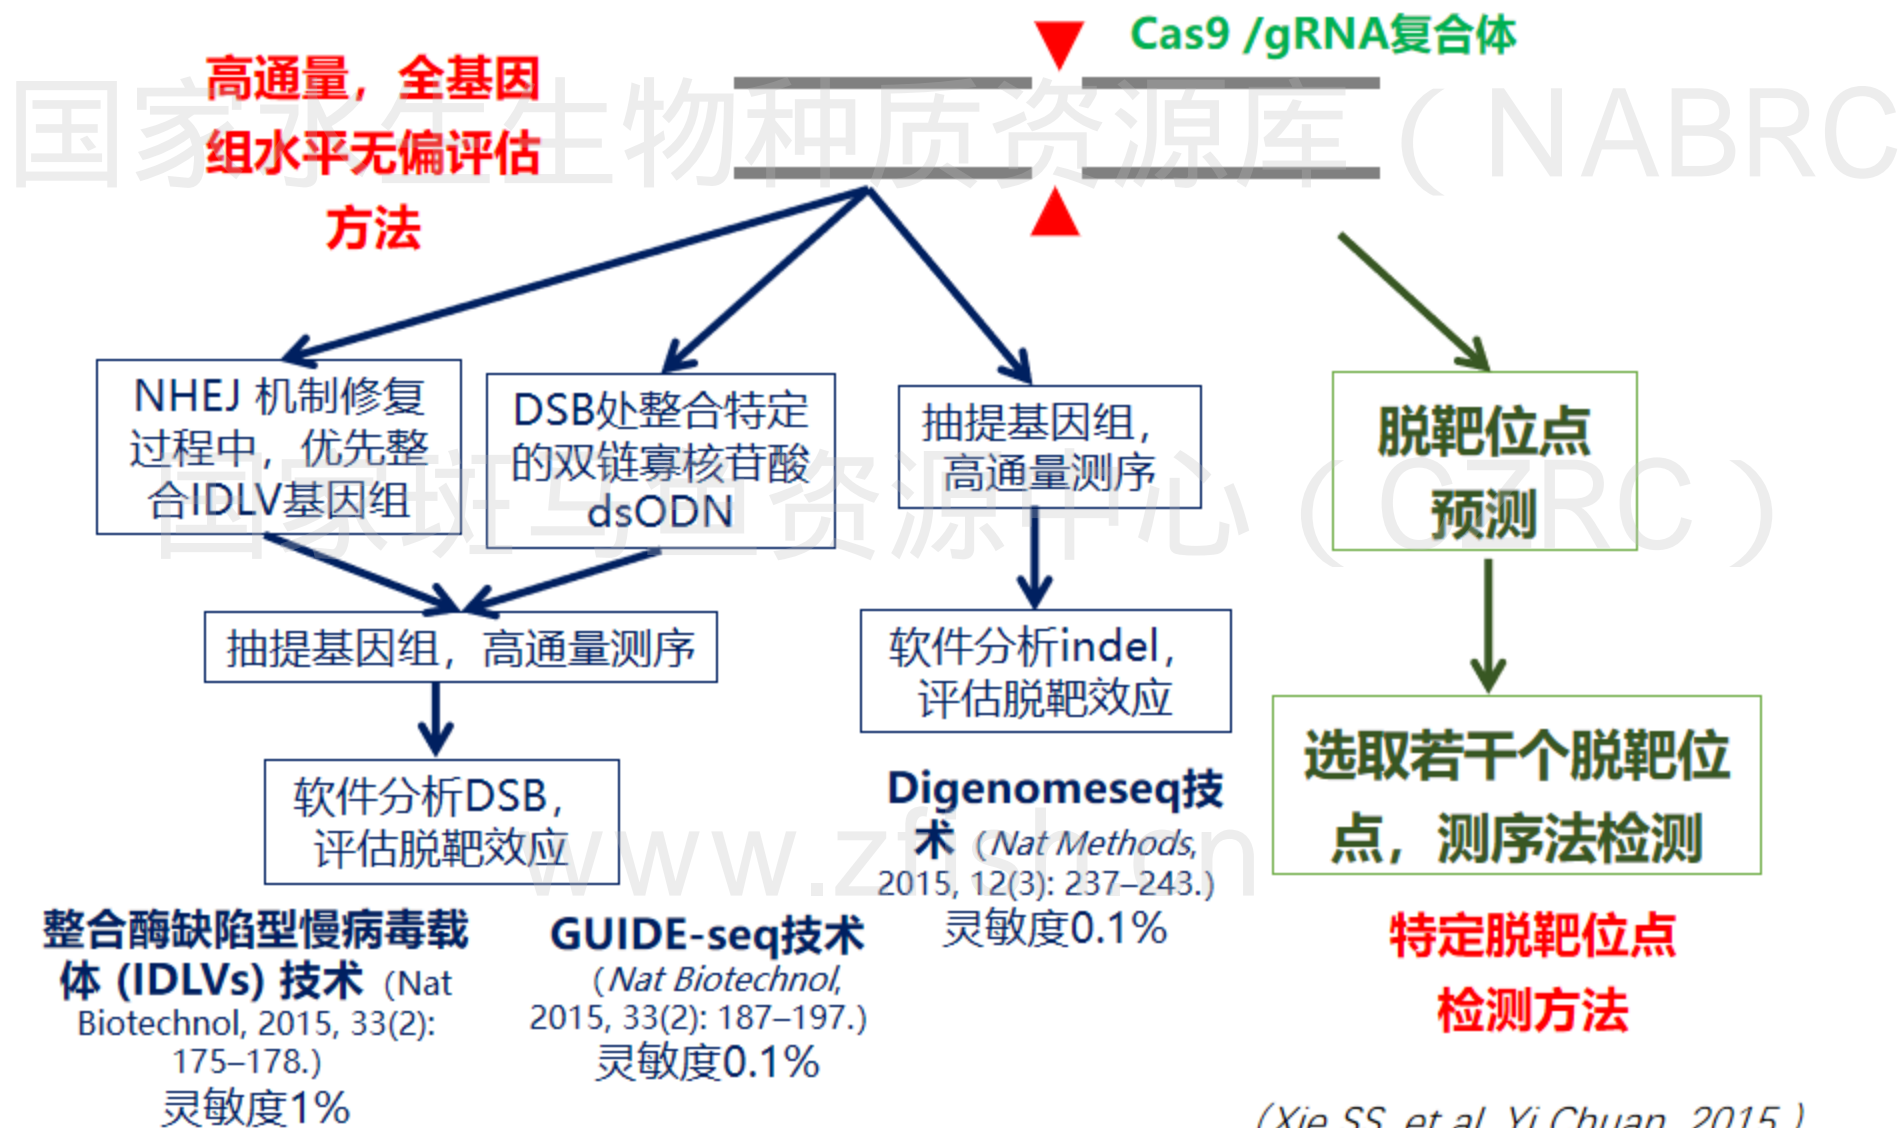 Cas9 /gRNA复合体
高通量，全基因
组水平无偏评估
方法
国家水生生物种质资源库（NABRC
NHEJ 机制修复
过程中，优先整
合IDLV基因组
DSB处整合特定
的双链寡核苷酸
dsODN
抽提基因组，
高通量测序
脱靶位点
预测
国家斑马鱼资源中心（CZRC）
抽提基因组，高通量测序
软件分析indel，
评估脱靶效应
选取若干个脱靶位
点，测序法检测
软件分析DSB，
评估脱靶效应
www.zfish.cn
整合酶缺陷型慢病毒载
体 (IDLVs) 技术（Nat
Biotechnol, 2015, 33(2):
175–178.）
灵敏度1%
GUIDE-seq技术
（Nat Biotechnol,
2015, 33(2): 187–197.）
灵敏度0.1%
Digenomeseq技
术（Nat Methods,
2015, 12(3): 237–243.）
灵敏度0.1%
特定脱靶位点
检测方法
（Xie SS, et al. Yi Chuan, 2015.）